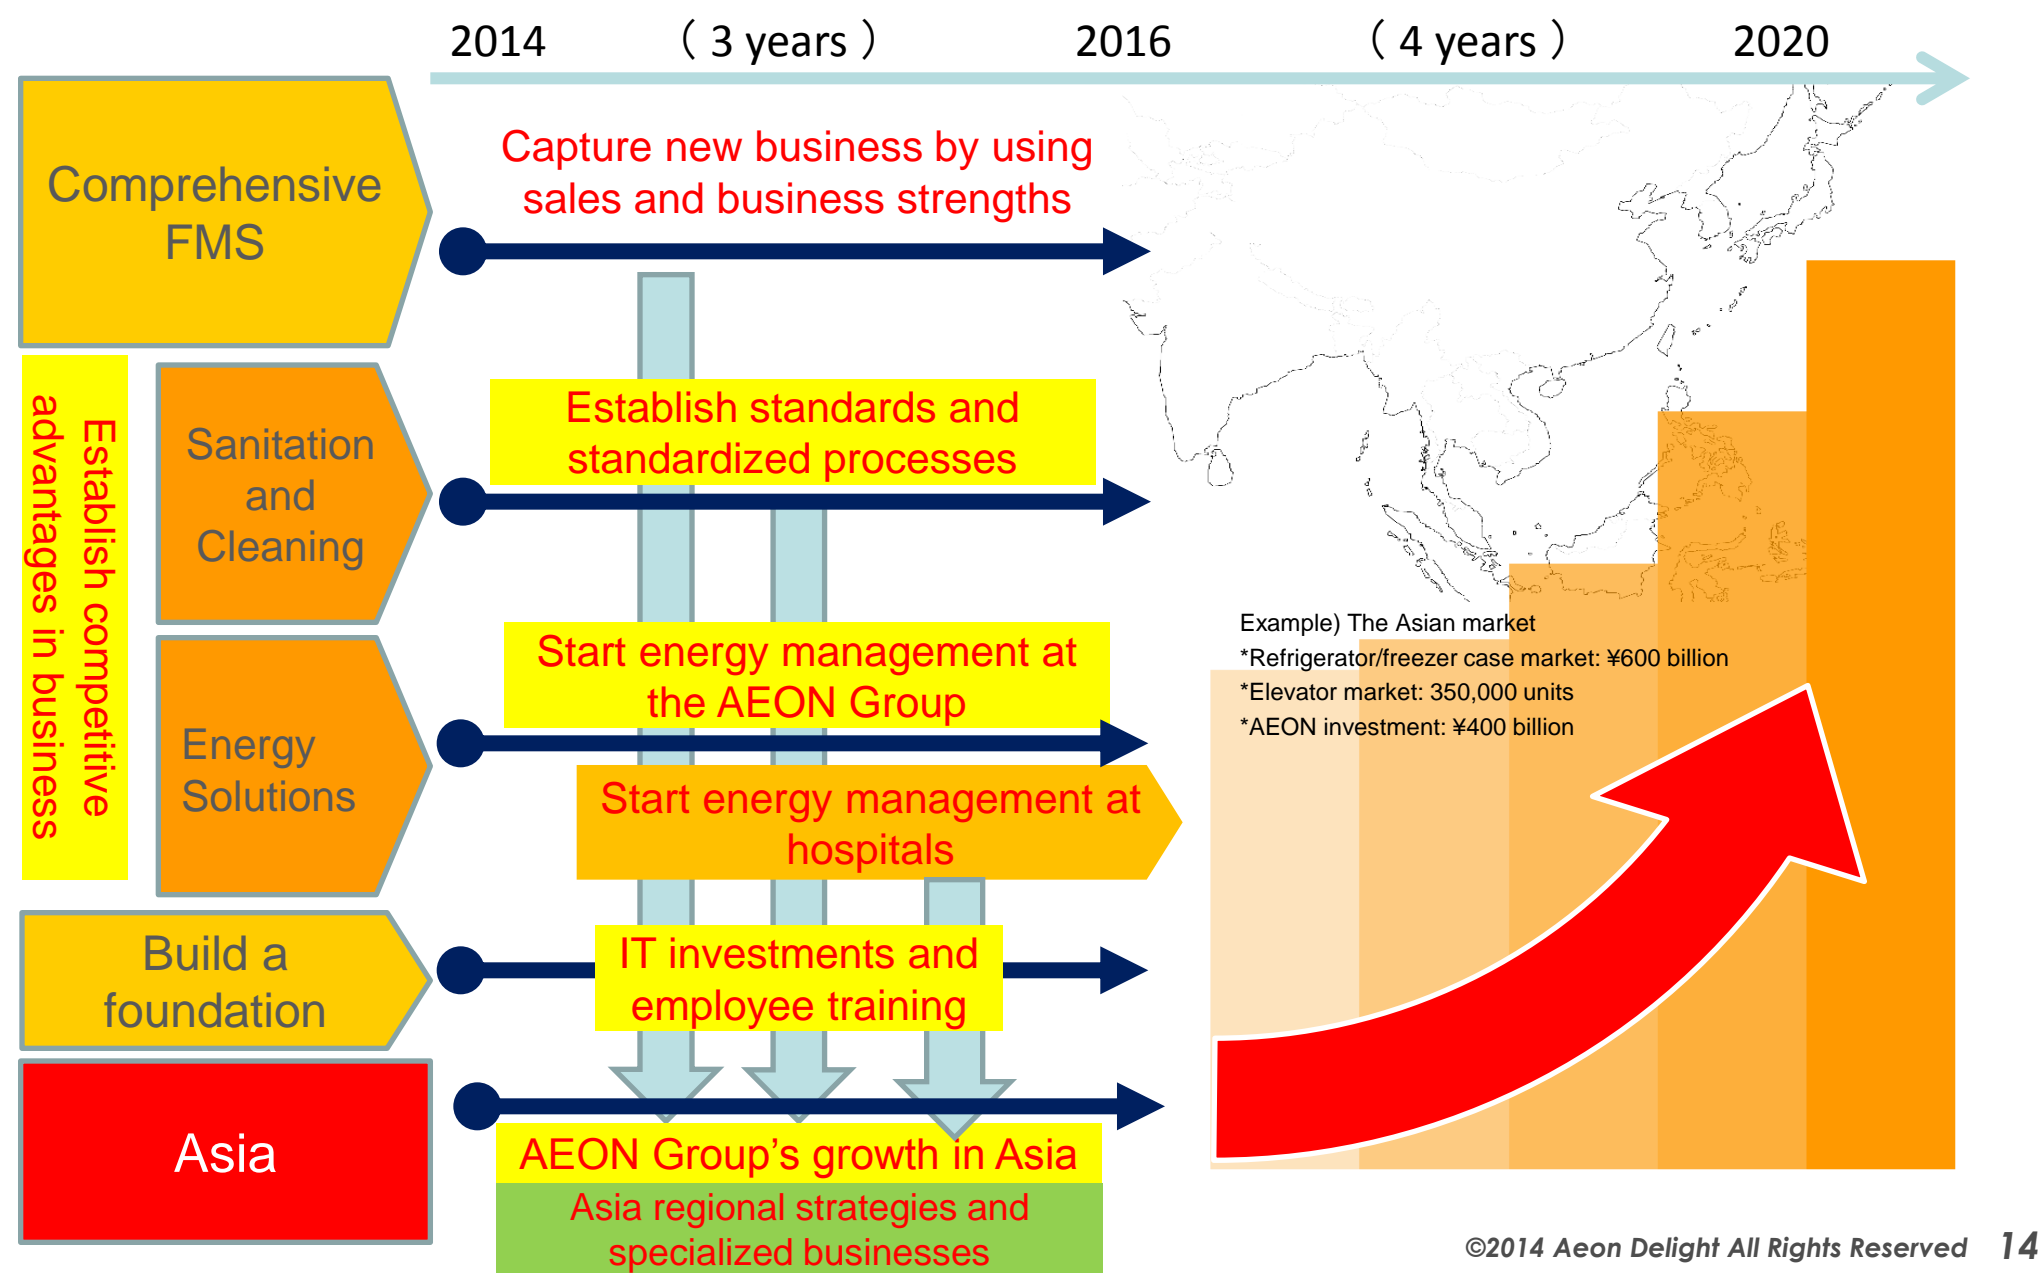 2014 （ 3 years ） 2016 （ 4 years ） 2020
Comprehensive
FMS
Capture new business by using
sales and business strengths
Establish competitive
advantages in business
Sanitation
and
Cleaning
Establish standards and
standardized processes
Energy
Solutions
Start energy management at
the AEON Group
Start energy management at
hospitals
Build a
foundation
IT investments and
employee training
Asia
AEON Group’s growth in Asia
Asia regional strategies and
specialized businesses
Example) The Asian market
*Refrigerator/freezer case market: ¥600 billion
*Elevator market: 350,000 units
*AEON investment: ¥400 billion
©2014 Aeon Delight All Rights Reserved 14